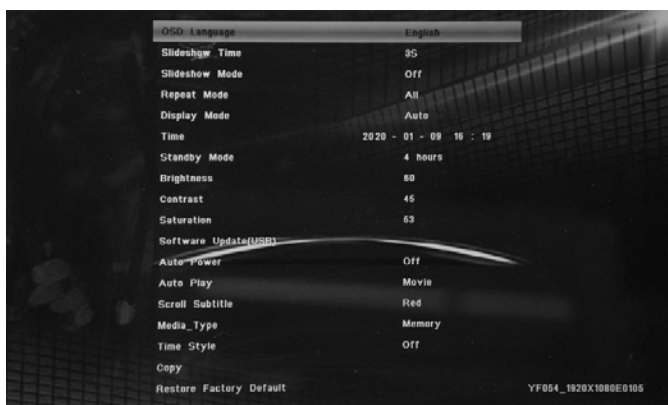 OSD Language English
Slideshow Time 3S
Slideshow Mode Off
Repeat Mode All
Display Mode Auto
Time 2020 - 01 - 09 16 : 19
Standby Mode 4 hours
Brightness 60
Contrast 45
Saturation 53
Software Update(USB)
Auto Power Off
Auto Play Movie
Scroll Subtitle Red
Media_Type Memory
Time Style Off
Copy
Restore Factory Default YF054_1920X1080E0105